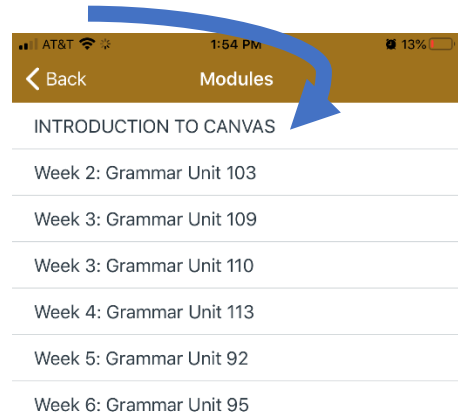 AT&T 1:54 PM 13%
Back Modules
INTRODUCTION TO CANVAS
Week 2: Grammar Unit 103
Week 3: Grammar Unit 109
Week 3: Grammar Unit 110
Week 4: Grammar Unit 113
Week 5: Grammar Unit 92
Week 6: Grammar Unit 95